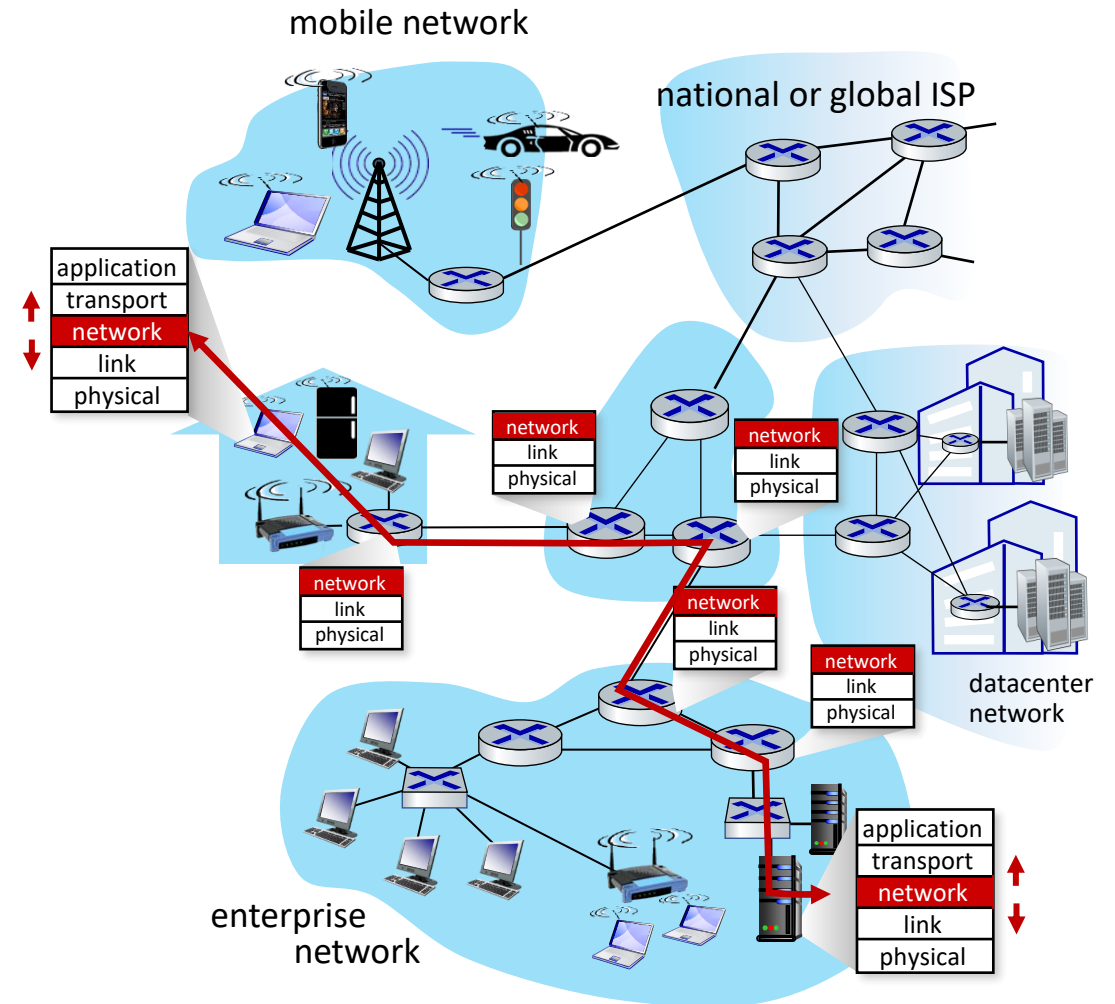 mobile network
national or global ISP
application
transport
network
link
physical
network
link
physical
network
link
physical
network
link
physical
network
link
physical
network
link
physical
datacenter
network
application
transport
network
link
physical
enterprise
network